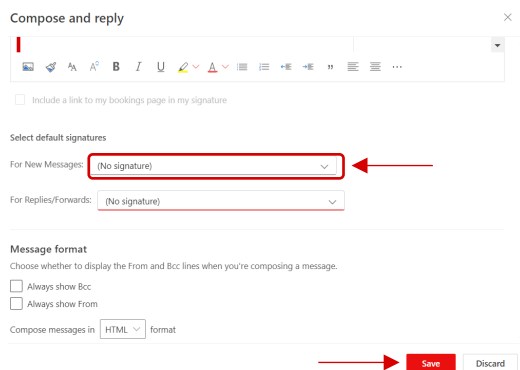 Compose and reply
B I U A ” ...
Include a link to my bookings page in my signature
Select default signatures
For New Messages: (No signature)
For Replies/Forwards: (No signature)
Message format
Choose whether to display the From and Bcc lines when you're composing a message.
Always show Bcc
Always show From
Compose messages in HTML format
Save Discard